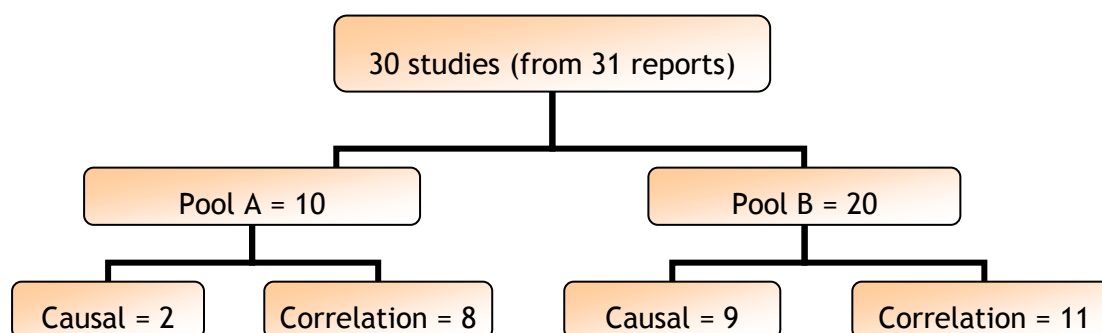 30 studies (from 31 reports)
Pool A = 10
Pool B = 20
Causal = 2
Correlation = 8
Causal = 9
Correlation = 11